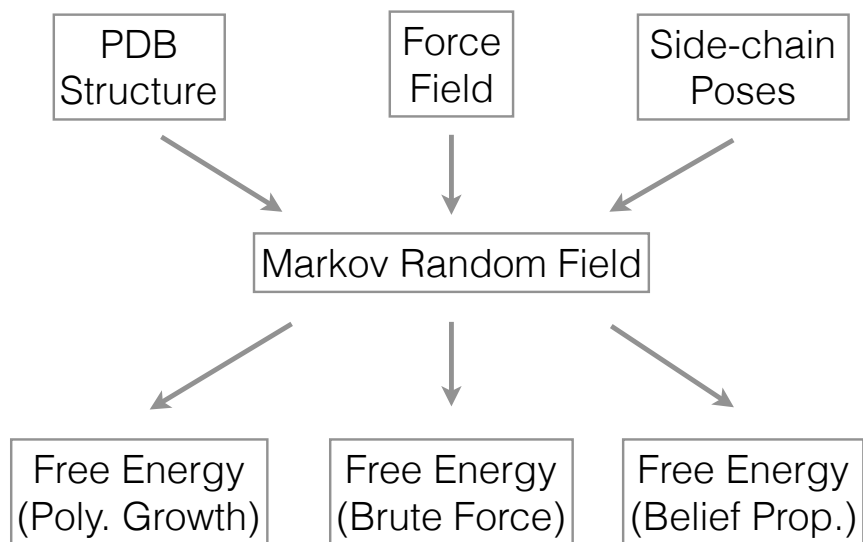 PDB
Structure
Force
Field
Side-chain
Poses
Markov Random Field
Free Energy
(Poly. Growth)
Free Energy
(Brute Force)
Free Energy
(Belief Prop.)